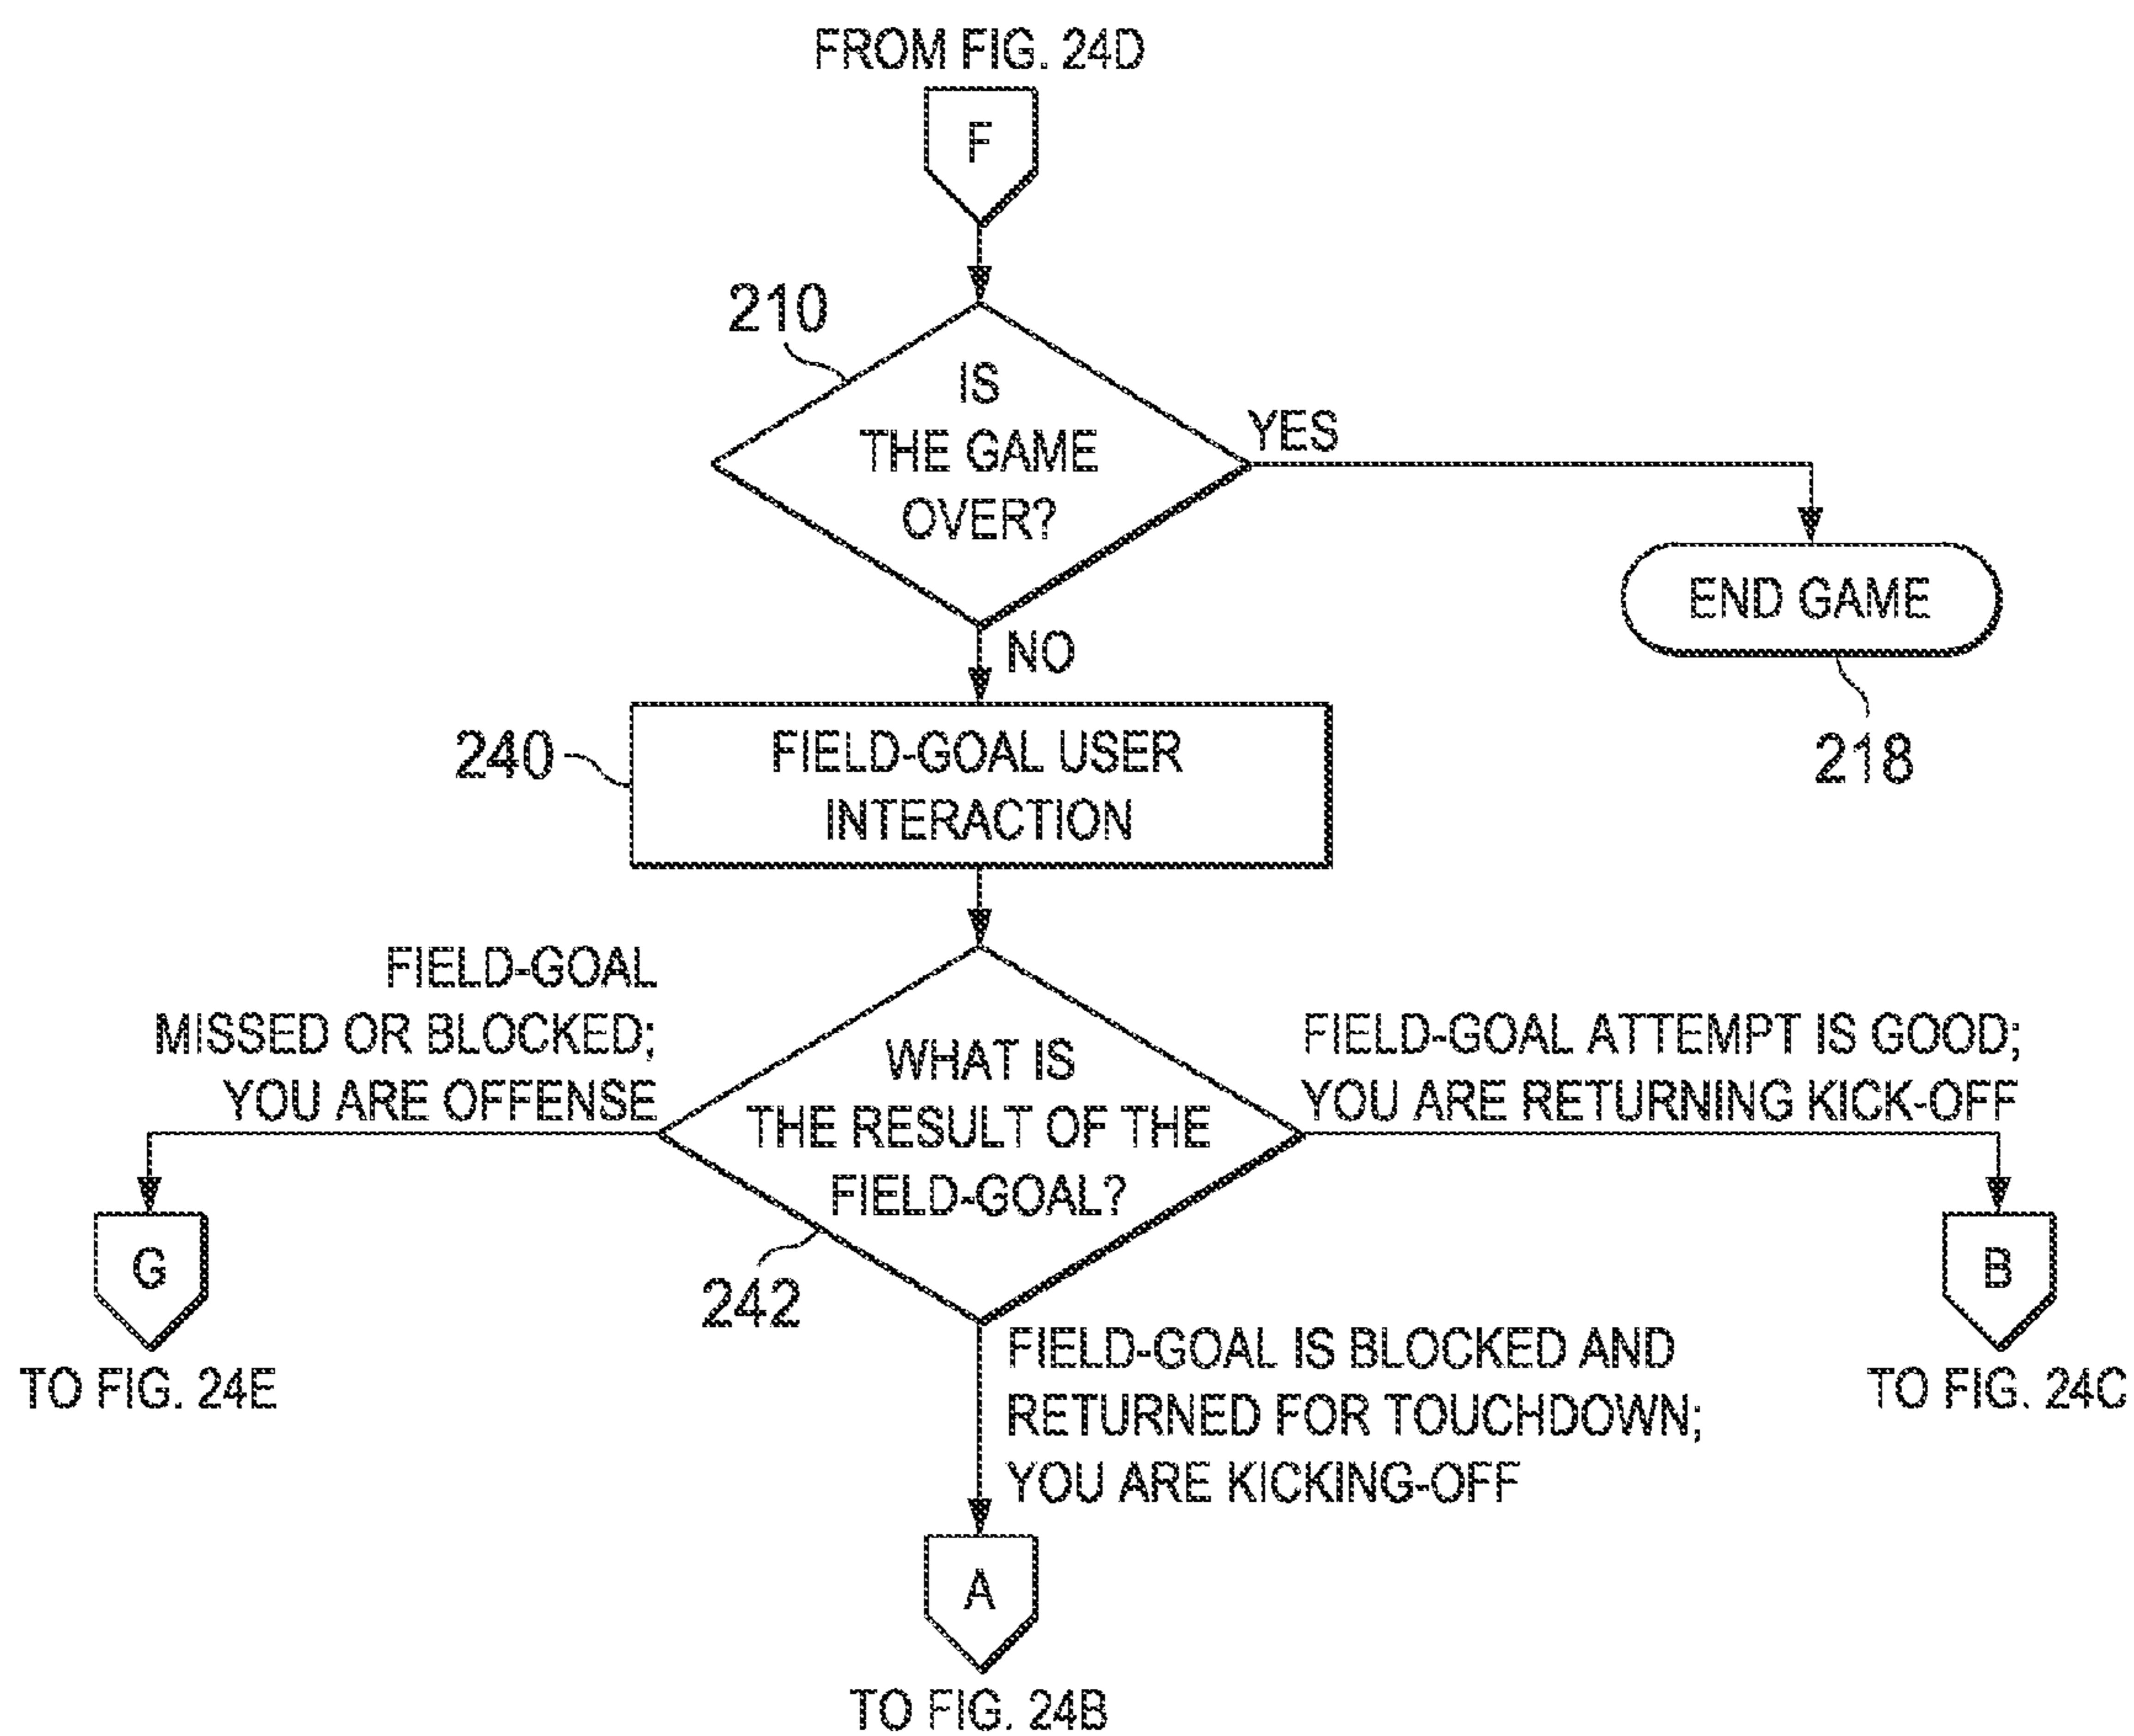 FROM FIG. 24D
F
210
IS
THE GAME
OVER?
YES
END GAME
218
NO
240
FIELD-GOAL USER
INTERACTION
FIELD-GOAL
MISSED OR BLOCKED;
YOU ARE OFFENSE
WHAT IS
THE RESULT OF THE
FIELD-GOAL?
242
FIELD-GOAL ATTEMPT IS GOOD;
YOU ARE RETURNING KICK-OFF
G
TO FIG. 24E
B
TO FIG. 24C
FIELD-GOAL IS BLOCKED AND
RETURNED FOR TOUCHDOWN;
YOU ARE KICKING-OFF
A
TO FIG. 24B